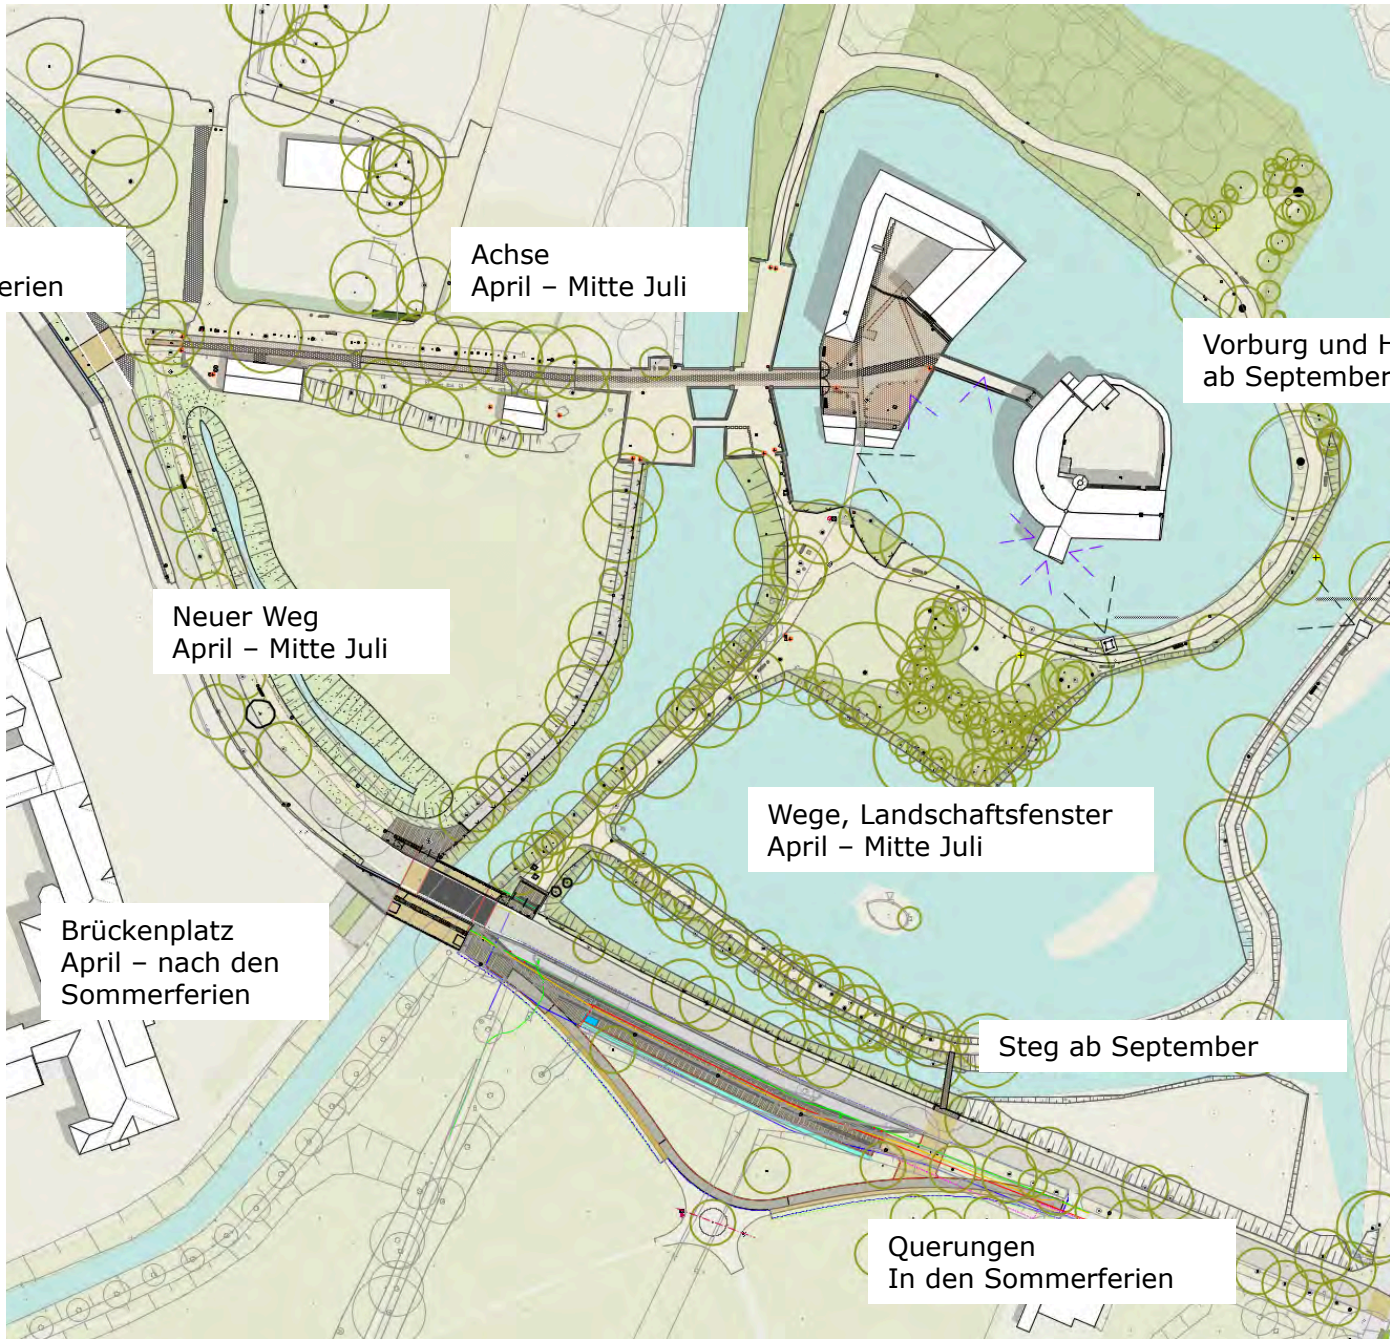 erien
Achse
April – Mitte Juli
Vorburg und H
ab September
Neuer Weg
April – Mitte Juli
Wege, Landschaftsfenster
April – Mitte Juli
Brückenplatz
April – nach den
Sommerferien
Steg ab September
Querungen
In den Sommerferien